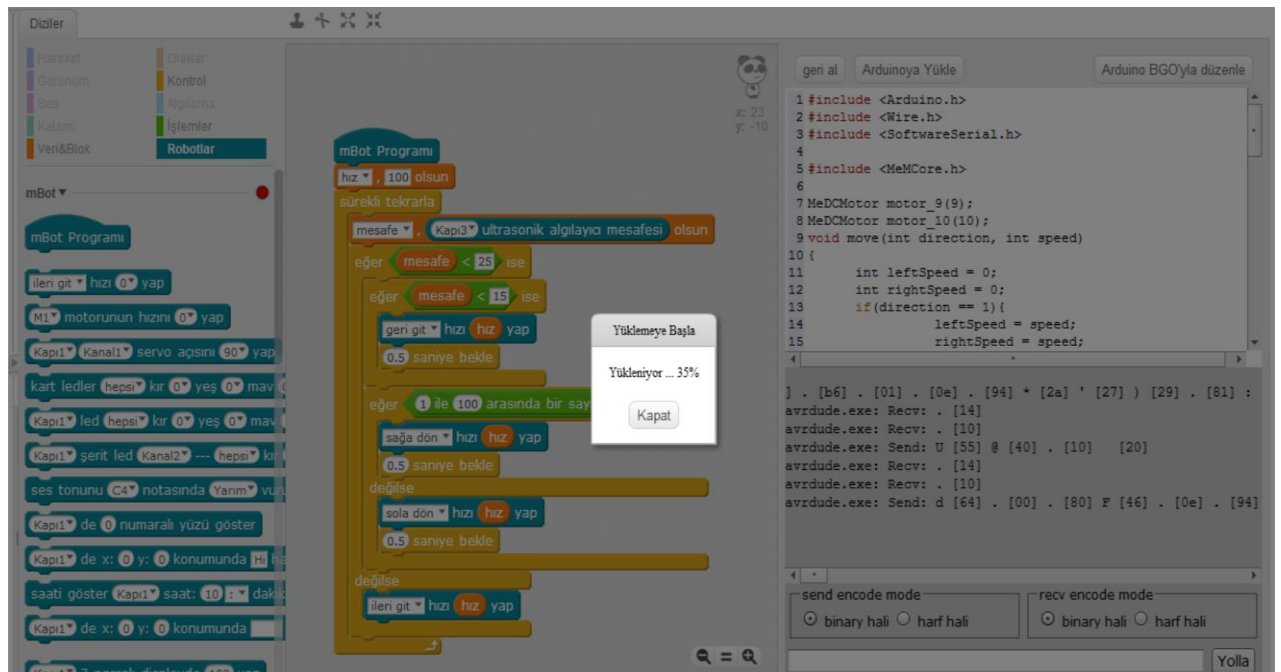 Diziler
Hareket
Olaylar
Görünüm
Kontrol
Ses
Algılama
Kalem
İşlemler
Veri&Blok
Robotlar
mBot
mBot Programı
ileri git hızı 0 yap
M1 motorunun hızını 0 yap
Kapı1 Kanal1 servo açısını 90 yap
kart ledler hepsi kır 0 yeş 0 mav
Kapı1 led hepsi kır 0 yeş 0 mav
Kapı1 şerit led Kanal2 --- hepsi
ses tonunu C4 notasında Yarım
Kapı1 de 0 numaralı yüzü göster
Kapı1 de x: 0 y: 0 konumunda Hi
saati göster Kapı1 saat: 10 :
Kapı1 de x: 0 y: 0 konumunda
x: 23
y: -10
mBot Programı
hız , 100 olsun
sürekli tekrarla
mesafe , Kapı3 ultrasonik algılayıcı mesafesi olsun
eğer mesafe < 25 ise
eğer mesafe < 15 ise
geri git hızı hız yap
0.5 saniye bekle
eğer 1 ile 100 arasında bir say
sağa dön hızı hız yap
0.5 saniye bekle
değilse
sola dön hızı hız yap
0.5 saniye bekle
değilse
ileri git hızı hız yap
Yüklemeye Başla
Yükleniyor ... 35%
Kapat
geri al
Arduinoya Yükle
Arduino BGO'yla düzenle
1 #include <Arduino.h>
2 #include <Wire.h>
3 #include <SoftwareSerial.h>
4
5 #include <MeMCore.h>
6
7 MeDCMotor motor_9(9);
8 MeDCMotor motor_10(10);
9 void move(int direction, int speed)
10 {
11 int leftSpeed = 0;
12 int rightSpeed = 0;
13 if(direction == 1){
14 leftSpeed = speed;
15 rightSpeed = speed;
] . [b6] . [01] . [0e] . [94] * [2a] ' [27] ) [29] . [81] :
avrdude.exe: Recv: . [14]
avrdude.exe: Recv: . [10]
avrdude.exe: Send: U [55] @ [40] . [10] [20]
avrdude.exe: Recv: . [14]
avrdude.exe: Recv: . [10]
avrdude.exe: Send: d [64] . [00] . [80] F [46] . [0e] . [94]
send encode mode
binary hali harf hali
recv encode mode
binary hali harf hali
Yolla